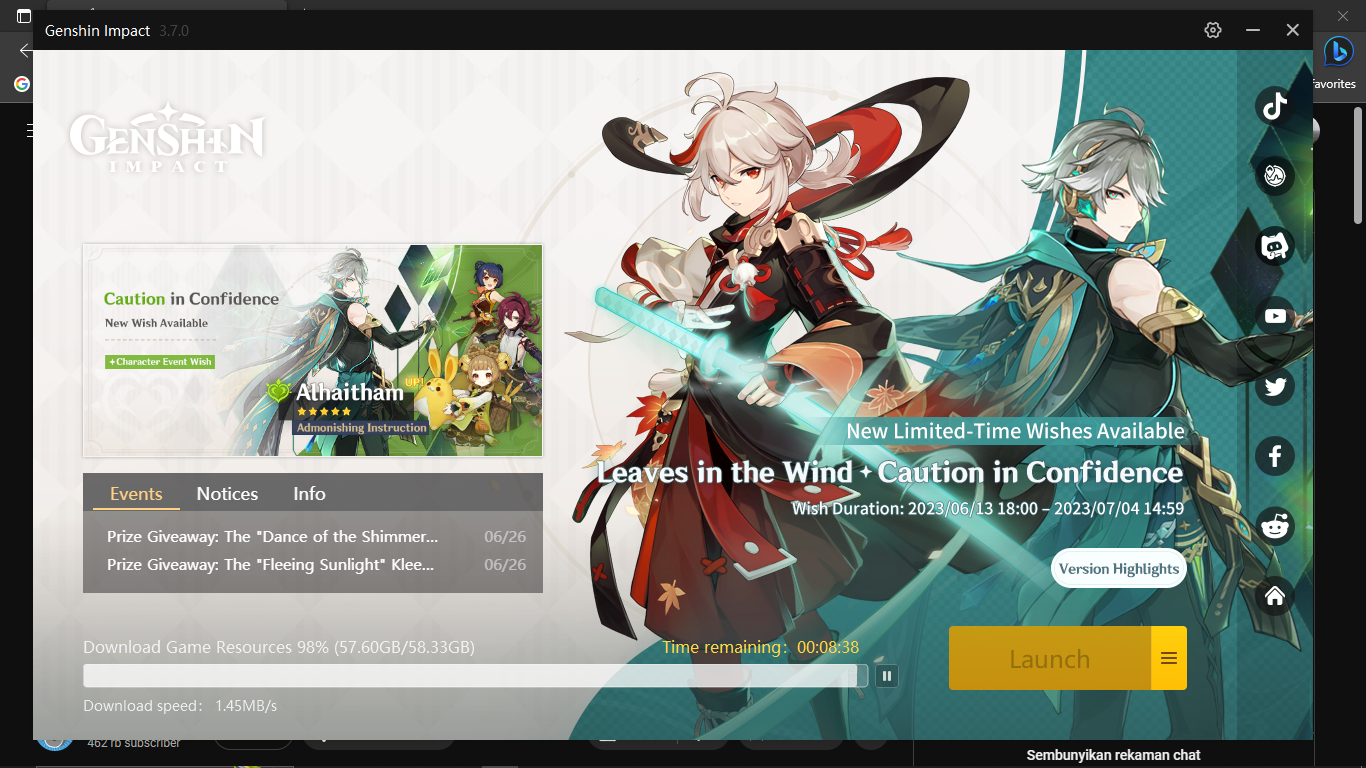 Genshin Impact 3.7.0
avorites
GENSHIN
IMPACT
Caution in Confidence
New Wish Available
Character Event Wish
Alhaitham UP!
Admonishing Instruction
New Limited-Time Wishes Available
Leaves in the Wind ✦ Caution in Confidence
Wish Duration: 2023/06/13 18:00 – 2023/07/04 14:59
Version Highlights
Events Notices Info
Prize Giveaway: The "Dance of the Shimmer... 06/26
Prize Giveaway: The "Fleeing Sunlight" Klee... 06/26
Download Game Resources 98% (57.60GB/58.33GB)
Time remaining: 00:08:38
Download speed: 1.45MB/s
Launch
462 rb subscriber
Sembunyikan rekaman chat